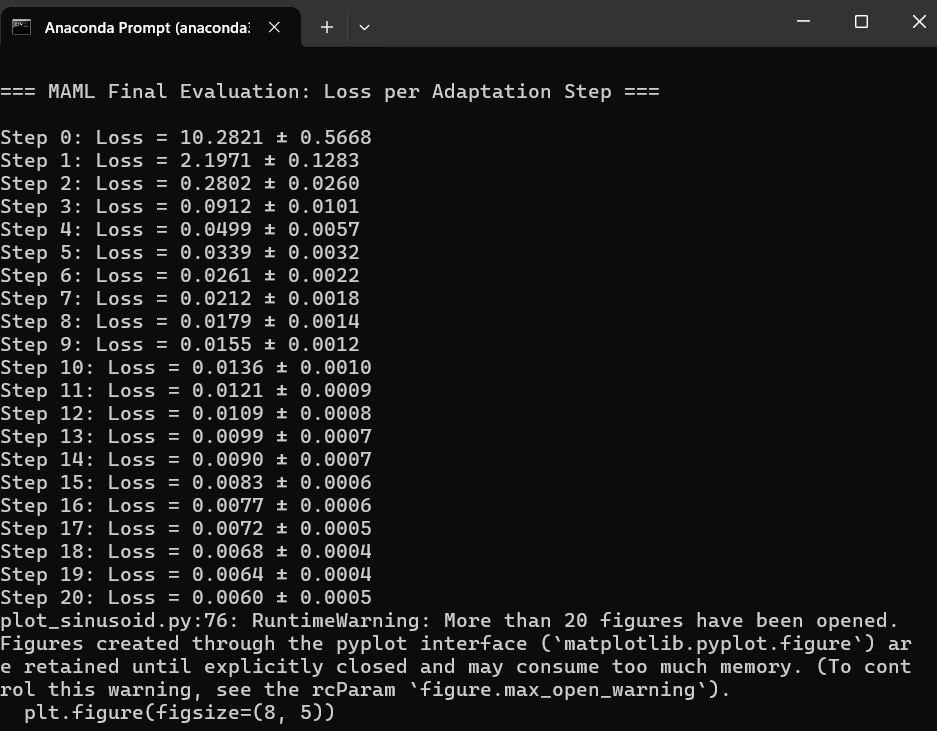 Anaconda Prompt (anaconda3
=== MAML Final Evaluation: Loss per Adaptation Step ===
Step 0: Loss = 10.2821 ± 0.5668
Step 1: Loss = 2.1971 ± 0.1283
Step 2: Loss = 0.2802 ± 0.0260
Step 3: Loss = 0.0912 ± 0.0101
Step 4: Loss = 0.0499 ± 0.0057
Step 5: Loss = 0.0339 ± 0.0032
Step 6: Loss = 0.0261 ± 0.0022
Step 7: Loss = 0.0212 ± 0.0018
Step 8: Loss = 0.0179 ± 0.0014
Step 9: Loss = 0.0155 ± 0.0012
Step 10: Loss = 0.0136 ± 0.0010
Step 11: Loss = 0.0121 ± 0.0009
Step 12: Loss = 0.0109 ± 0.0008
Step 13: Loss = 0.0099 ± 0.0007
Step 14: Loss = 0.0090 ± 0.0007
Step 15: Loss = 0.0083 ± 0.0006
Step 16: Loss = 0.0077 ± 0.0006
Step 17: Loss = 0.0072 ± 0.0005
Step 18: Loss = 0.0068 ± 0.0004
Step 19: Loss = 0.0064 ± 0.0004
Step 20: Loss = 0.0060 ± 0.0005
plot_sinusoid.py:76: RuntimeWarning: More than 20 figures have been opened.
Figures created through the pyplot interface (`matplotlib.pyplot.figure`) ar
e retained until explicitly closed and may consume too much memory. (To cont
rol this warning, see the rcParam `figure.max_open_warning`).
  plt.figure(figsize=(8, 5))